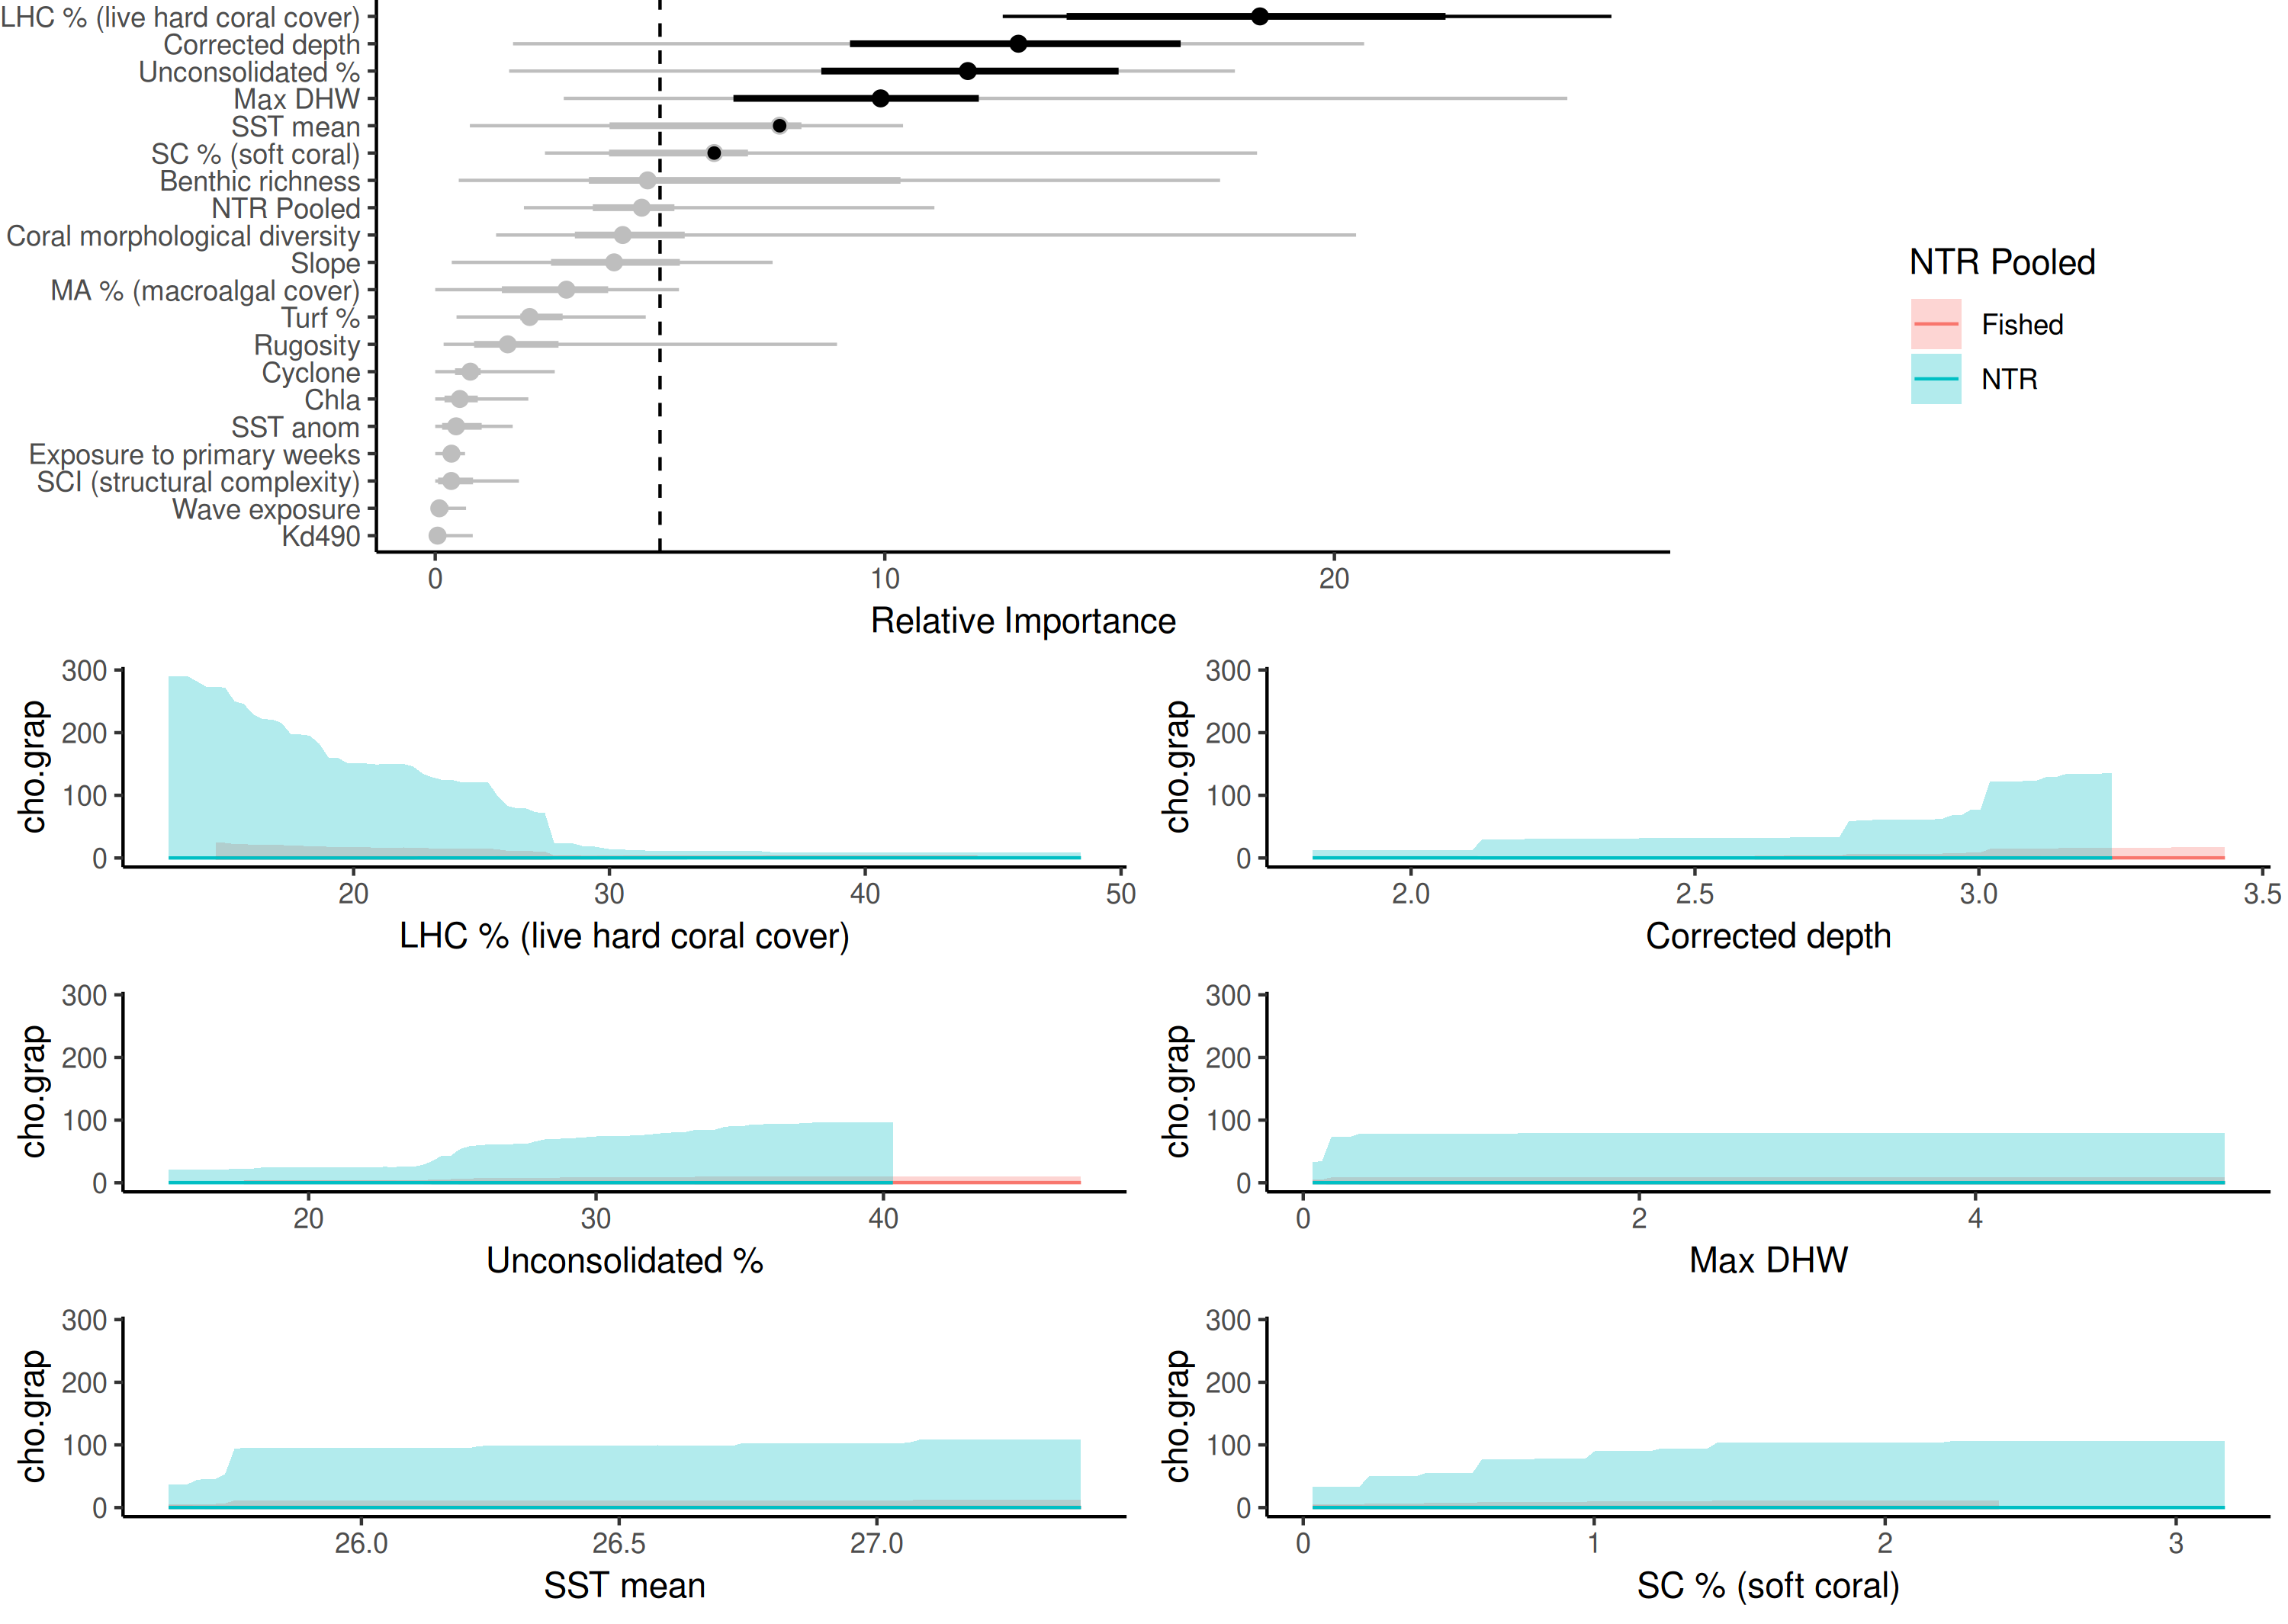 LHC % (live hard coral cover)
Corrected depth
Unconsolidated %
Max DHW
SST mean
SC % (soft coral)
Benthic richness
NTR Pooled
Coral morphological diversity
Slope
MA % (macroalgal cover)
Turf %
Rugosity
Cyclone
Chla
SST anom
Exposure to primary weeks
SCI (structural complexity)
Wave exposure
Kd490
0 10 20
Relative Importance
NTR Pooled
Fished
NTR
300
200
100
0
cho.grap
20 30 40 50
LHC % (live hard coral cover)
300
200
100
0
cho.grap
2.0 2.5 3.0 3.5
Corrected depth
300
200
100
0
cho.grap
20 30 40
Unconsolidated %
300
200
100
0
cho.grap
0 2 4
Max DHW
300
200
100
0
cho.grap
26.0 26.5 27.0
SST mean
300
200
100
0
cho.grap
0 1 2 3
SC % (soft coral)